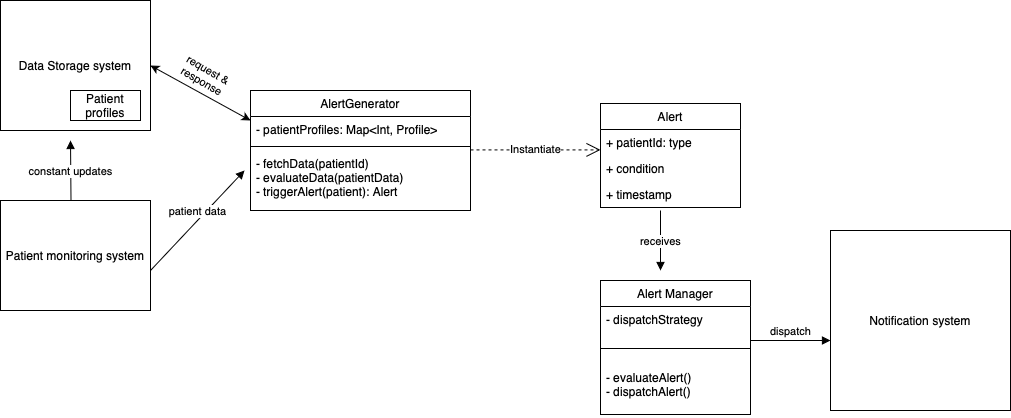 Data Storage system
Patient
profiles
request &
response
constant updates
Patient monitoring system
patient data
AlertGenerator
- patientProfiles: Map<Int, Profile>
- fetchData(patientId)
- evaluateData(patientData)
- triggerAlert(patient): Alert
Instantiate
Alert
+ patientId: type
+ condition
+ timestamp
receives
Alert Manager
- dispatchStrategy
- evaluateAlert()
- dispatchAlert()
dispatch
Notification system